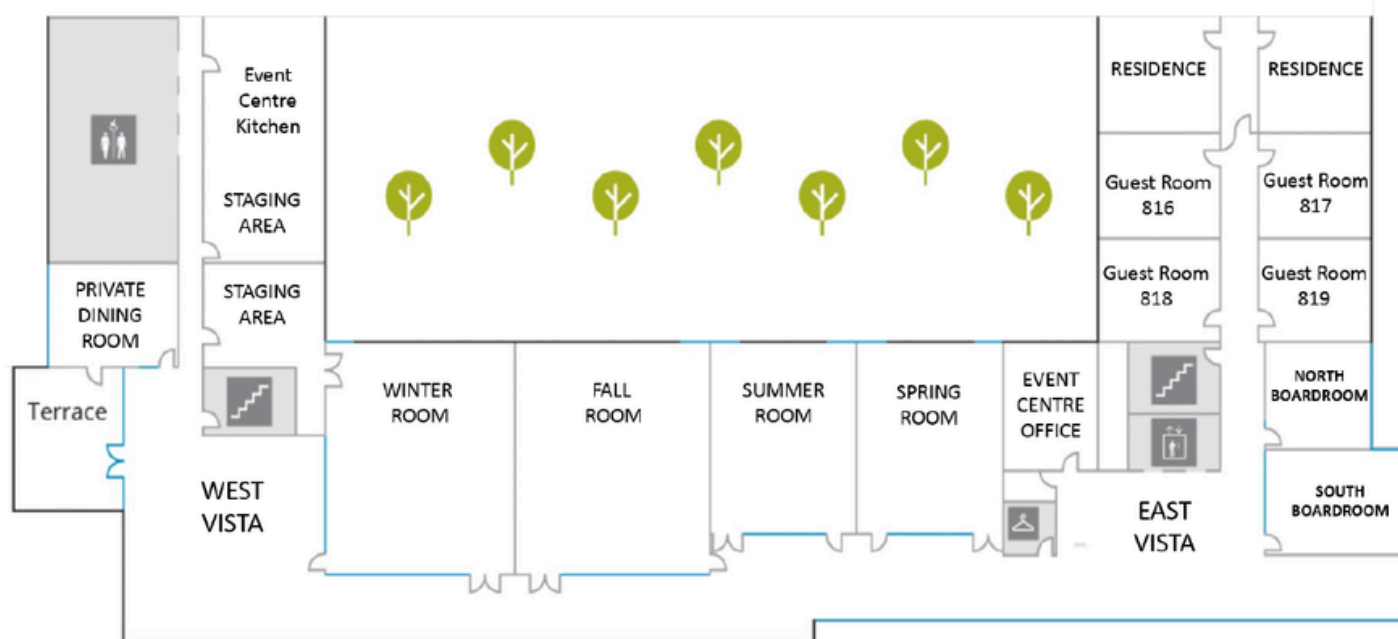 Event
Centre
Kitchen
STAGING
AREA
RESIDENCE
RESIDENCE
Guest Room
816
Guest Room
817
PRIVATE
DINING
ROOM
STAGING
AREA
Guest Room
818
Guest Room
819
Terrace
WINTER
ROOM
FALL
ROOM
SUMMER
ROOM
SPRING
ROOM
EVENT
CENTRE
OFFICE
NORTH
BOARDROOM
WEST
VISTA
EAST
VISTA
SOUTH
BOARDROOM